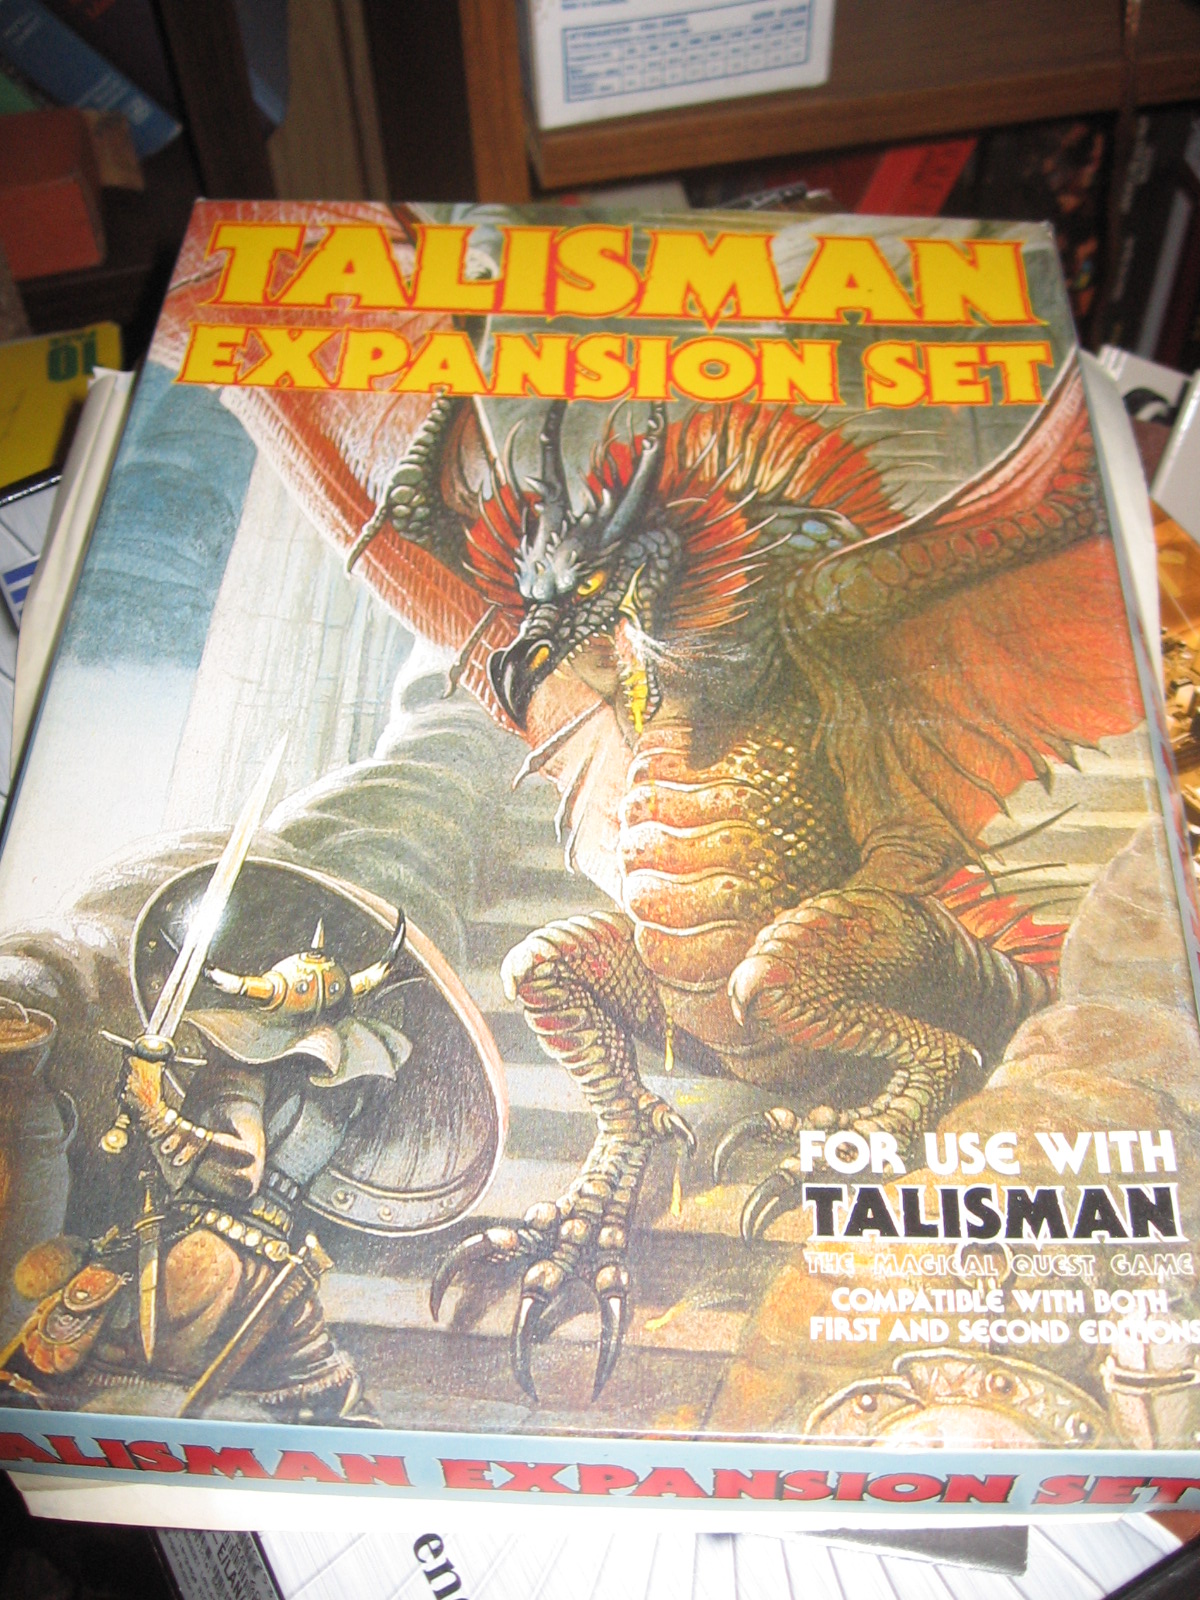 TALISMAN
EXPANSION SET
FOR USE WITH
TALISMAN
THE MAGICAL QUEST GAME
COMPATIBLE WITH BOTH
FIRST AND SECOND EDITIONS
TALISMAN EXPANSION SET